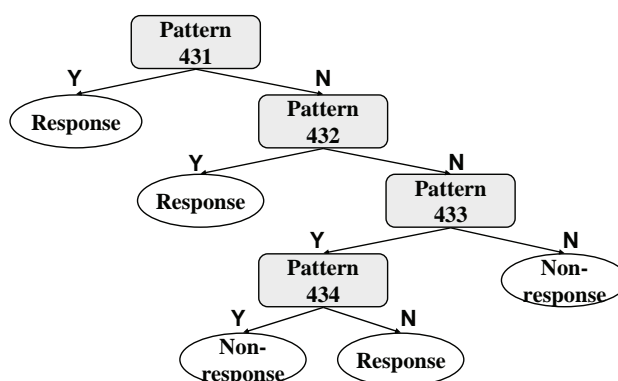 Pattern
431
Y
N
Response
Pattern
432
Y
N
Response
Pattern
433
Y
N
Pattern
434
Non-
response
Y
N
Non-
response
Response